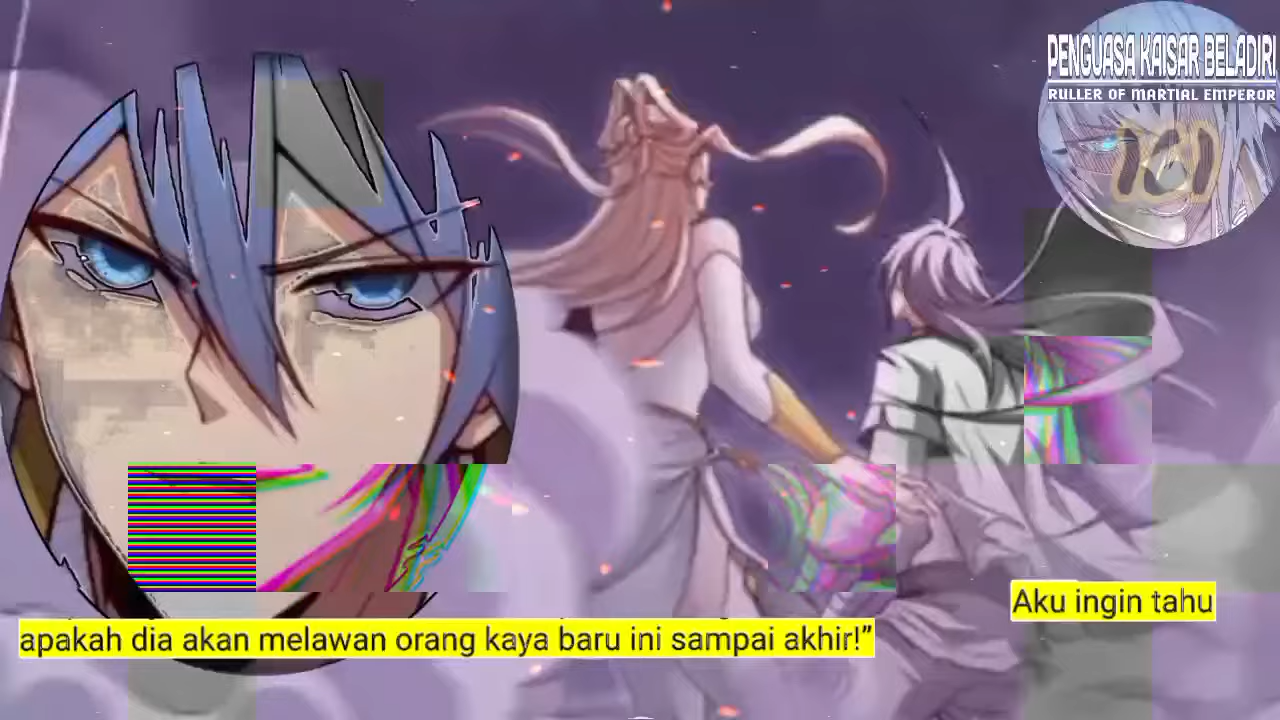 PENGUASA KAISAR BELADIRI
RULLER OF MARTIAL EMPEROR
Aku ingin tahu
apakah dia akan melawan orang kaya baru ini sampai akhir!”